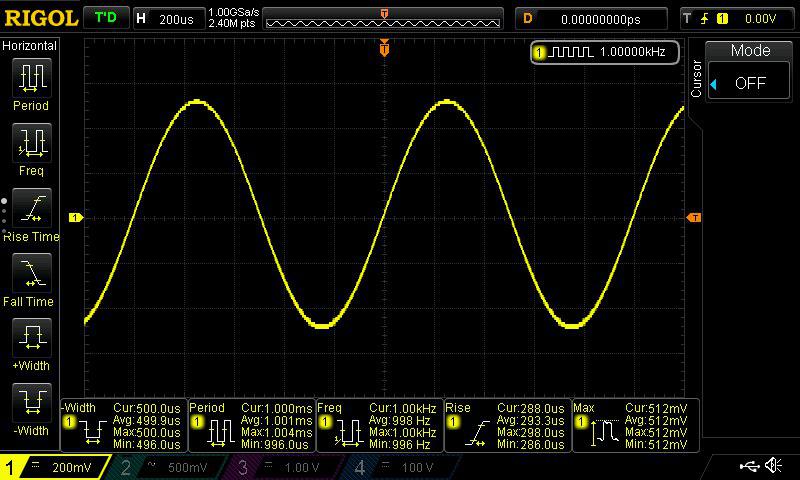 RIGOL T'D H 200us 1.00GSa/s 2.40M pts T D 0.00000000ps T 1 0.00V
Horizontal
Period
Freq
Rise Time
Fall Time
+Width
-Width
T
1 1.00000kHz
1
T
Cursor
Mode
OFF
-Width 1 Cur:500.0us
Avg:499.9us
Max:500.0us
Min: 496.0us
Period 1 Cur:1.000ms
Avg:1.001ms
Max:1.004ms
Min: 996.0us
Freq 1 Cur:1.00kHz
Avg:998 Hz
Max:1.00kHz
Min: 996 Hz
Rise 1 Cur:288.0us
Avg:293.3us
Max:298.0us
Min: 286.0us
Max 1 Cur:512mV
Avg:512mV
Max:512mV
Min:512mV
1 200mV 2 500mV 3 1.00 V 4 100 V